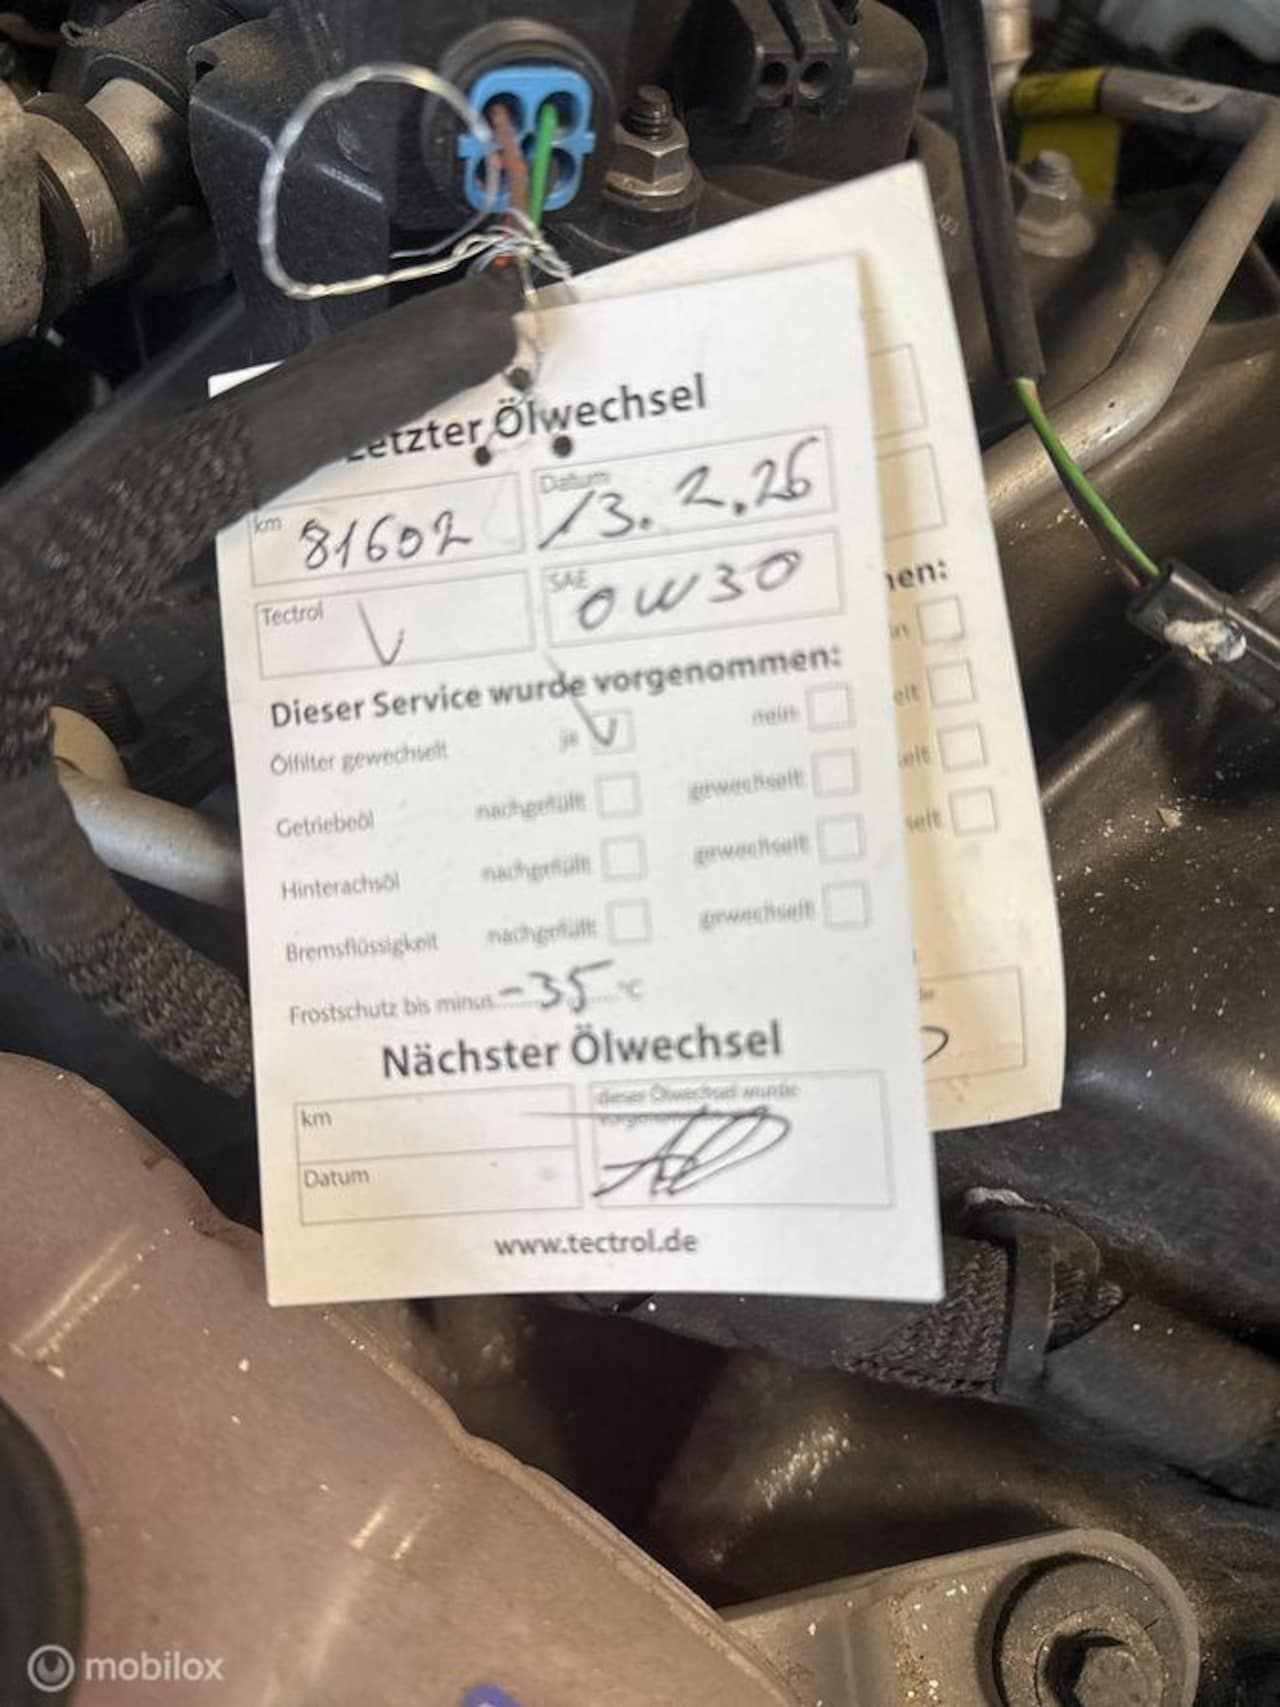 Letzter Ölwechsel
km 81602 Datum 13.2.26
Tectrol SAE 0W30
Dieser Service wurde vorgenommen:
Ölfilter gewechselt ja nein
Getriebeöl nachgefüllt gewechselt
Hinterachsöl nachgefüllt gewechselt
Bremsflüssigkeit nachgefüllt gewechselt
Frostschutz bis minus -35 °C
Nächster Ölwechsel
km dieser Ölwechsel wurde
Datum
www.tectrol.de
mobilox